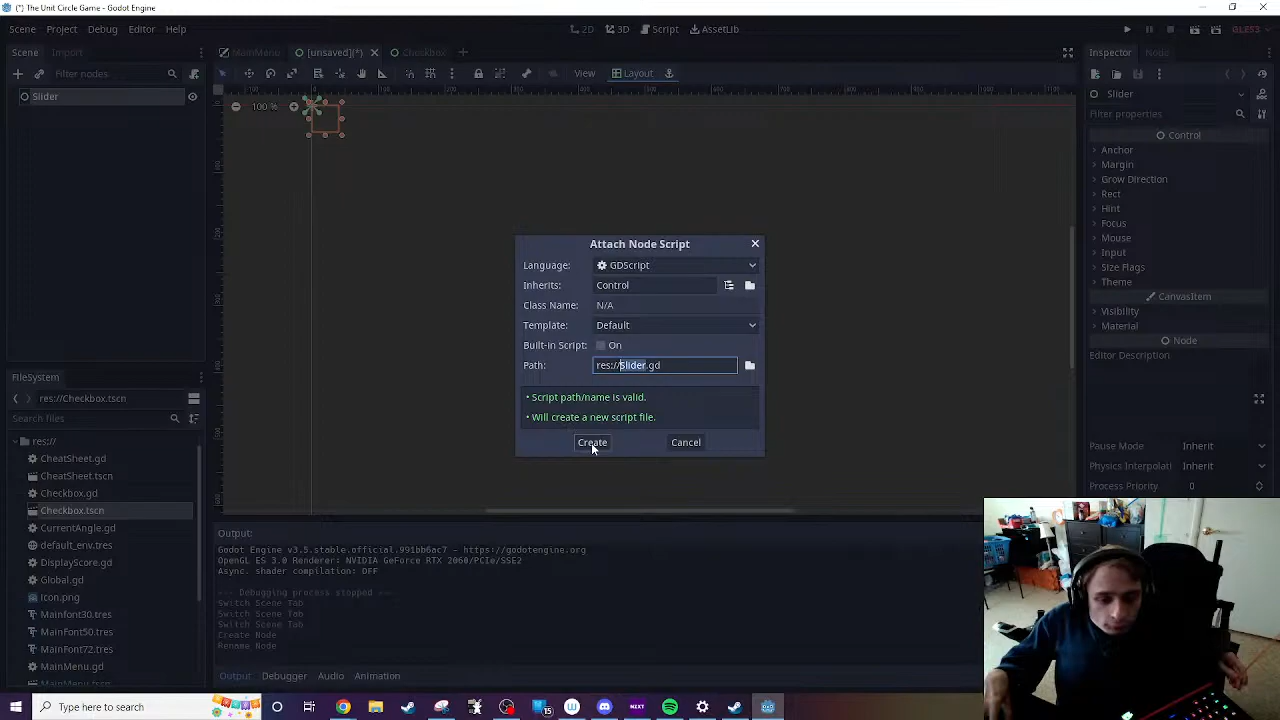 (*) The Unit Circle Game - Godot Engine
Scene Project Debug Editor Help
2D 3D Script AssetLib
GLES3
Scene Import
MainMenu [unsaved](*) Checkbox
Inspector Node
Filter nodes
View Layout
Slider
100 %
Slider
Filter properties
Control
Anchor
Margin
Grow Direction
Rect
Hint
Focus
Mouse
Input
Size Flags
Theme
CanvasItem
Visibility
Material
Node
Editor Description
Pause Mode Inherit
Physics Interpolati Inherit
Process Priority 0
Attach Node Script
Language: GDScript
Inherits: Control
Class Name: N/A
Template: Default
Built-in Script: On
Path: res://Slider.gd
• Script path/name is valid.
• Will create a new script file.
Create Cancel
FileSystem
res://Checkbox.tscn
Search files
res://
CheatSheet.gd
CheatSheet.tscn
Checkbox.gd
Checkbox.tscn
CurrentAngle.gd
default_env.tres
DisplayScore.gd
Global.gd
icon.png
Mainfont30.tres
MainFont50.tres
MainFont72.tres
MainMenu.gd
MainMenu.tscn
Output:
Godot Engine v3.5.stable.official.991bb6ac7 - https://godotengine.org
OpenGL ES 3.0 Renderer: NVIDIA GeForce RTX 2060/PCIe/SSE2
Async. shader compilation: OFF
--- Debugging process stopped ---
Switch Scene Tab
Switch Scene Tab
Switch Scene Tab
Create Node
Rename Node
Output Debugger Audio Animation
Type here to search
15
NEXT